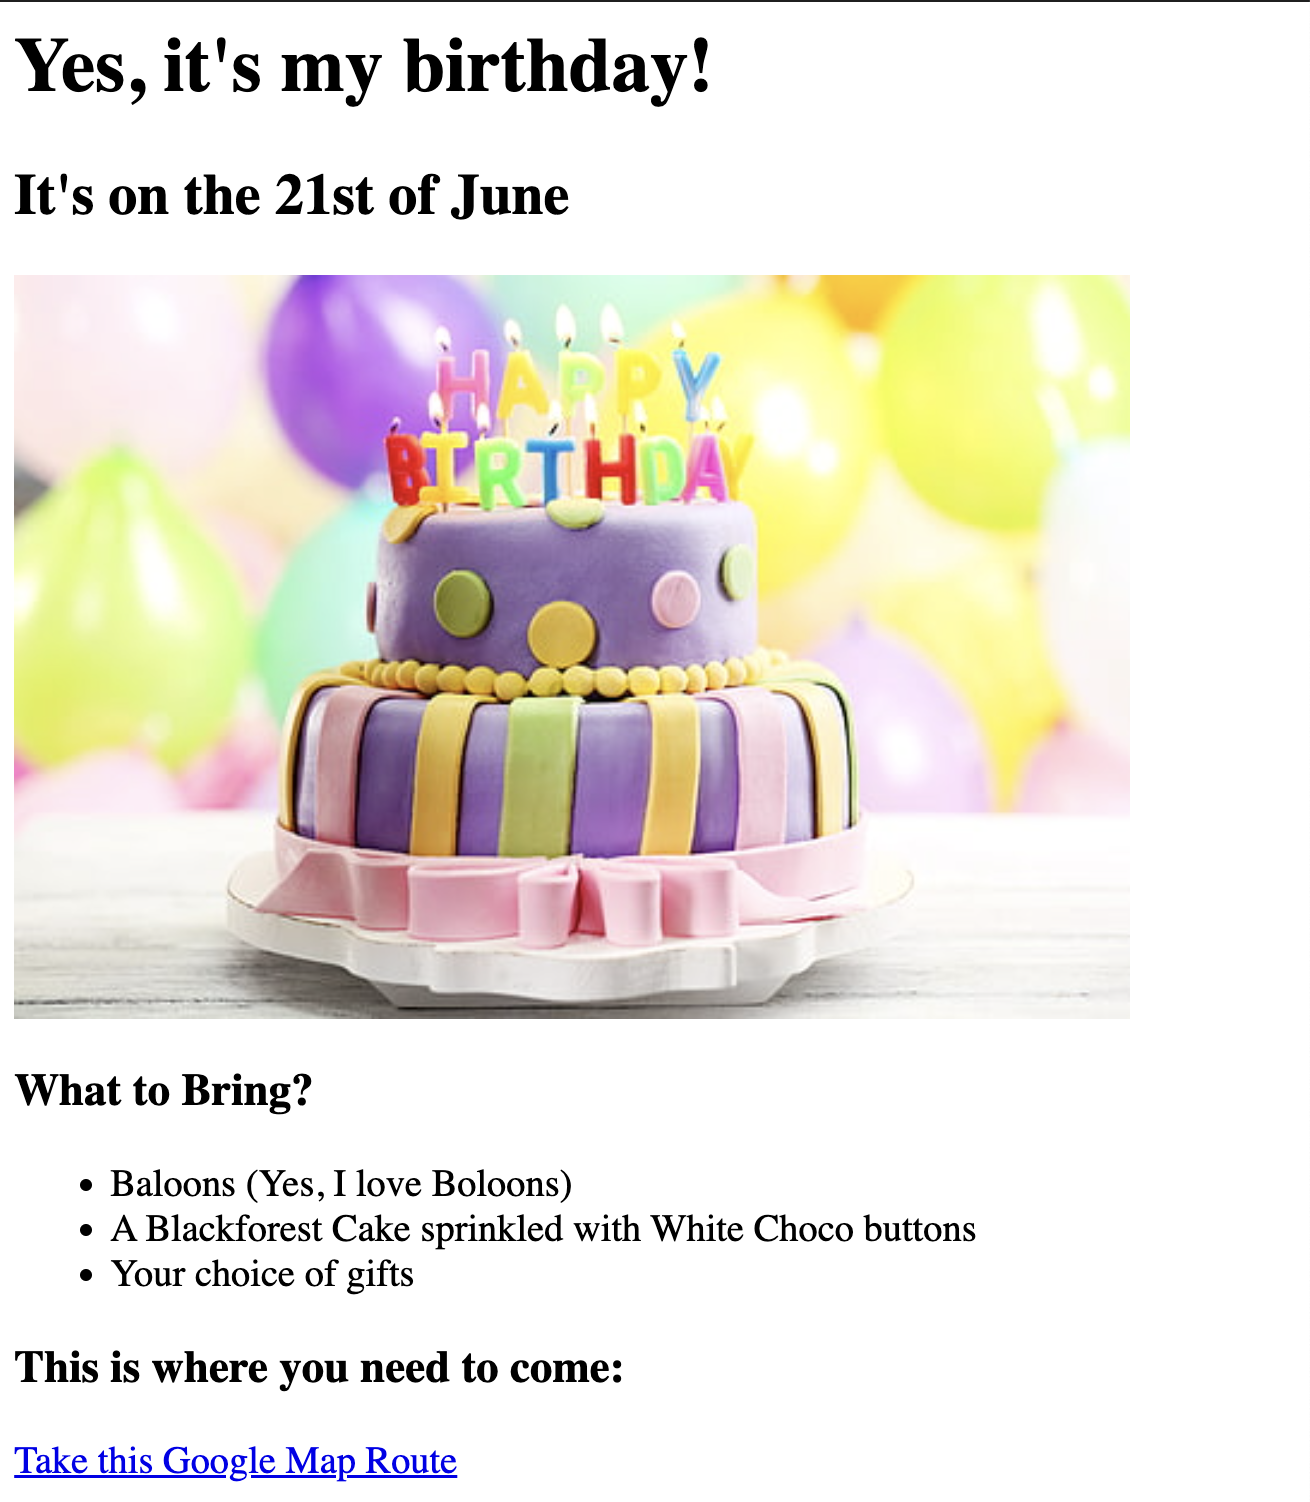 Yes, it's my birthday!
It's on the 21st of June
HAPPY
BIRTHDAY
What to Bring?
• Baloons (Yes, I love Boloons)
• A Blackforest Cake sprinkled with White Choco buttons
• Your choice of gifts
This is where you need to come:
Take this Google Map Route